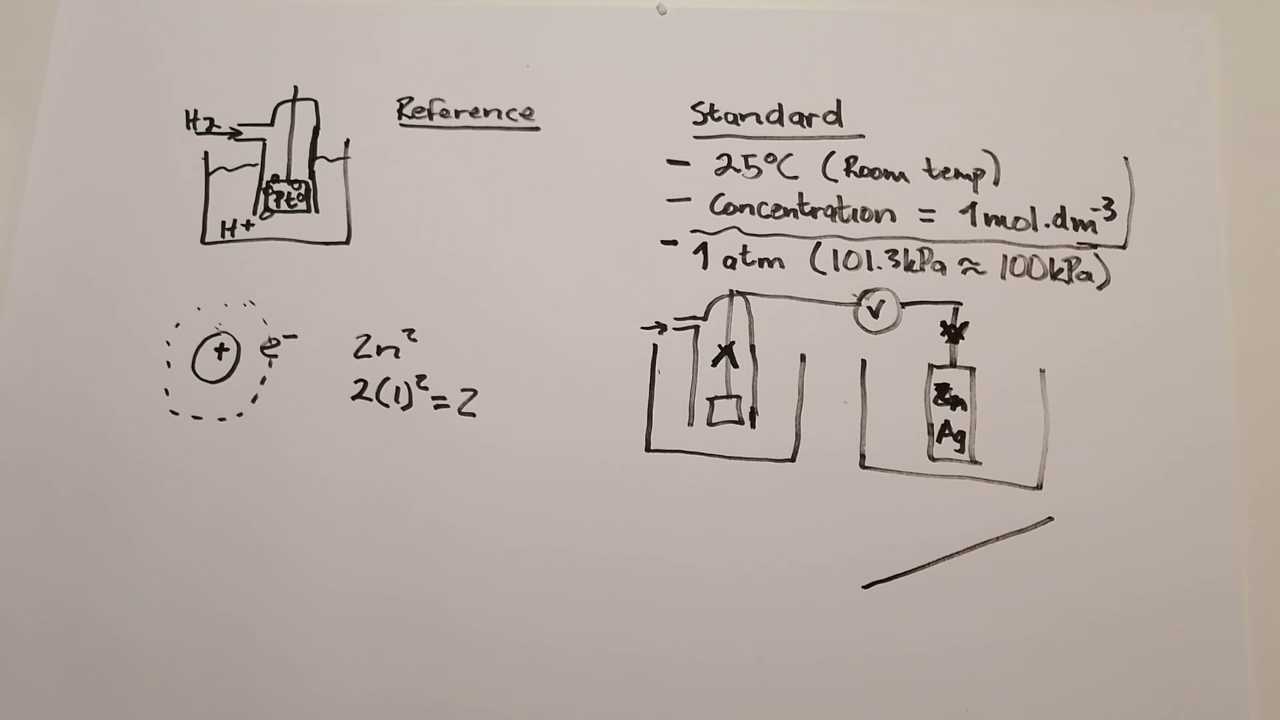 H2
Pt
H+
Reference
Standard
- 25°C (Room temp)
- Concentration = 1mol.dm⁻³
- 1 atm (101.3kPa ≈ 100kPa)
+ e⁻
2n²
2(1)² = 2
V
Ag